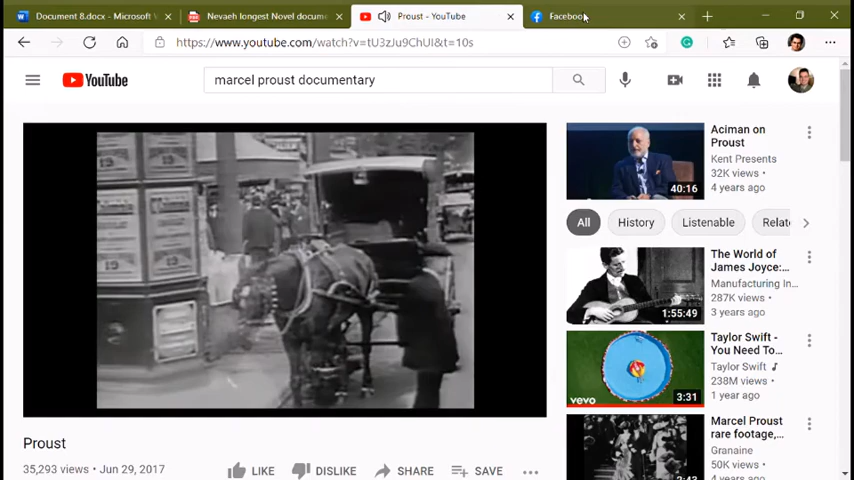 Document 8.docx - Microsoft W
Nevaeh longest Novel docume
Proust - YouTube
Facebook
https://www.youtube.com/watch?v=tU3zJu9ChUI&t=10s
YouTube
marcel proust documentary
Aciman on
Proust
Kent Presents
32K views •
4 years ago
40:16
All
History
Listenable
Relate
The World of
James Joyce:...
Manufacturing In...
287K views •
3 years ago
1:55:49
Taylor Swift -
You Need To...
Taylor Swift
238M views •
1 year ago
vevo
3:31
Marcel Proust
rare footage,...
Granaine
50K views •
19
19
Proust
35,293 views • Jun 29, 2017
LIKE
DISLIKE
SHARE
SAVE